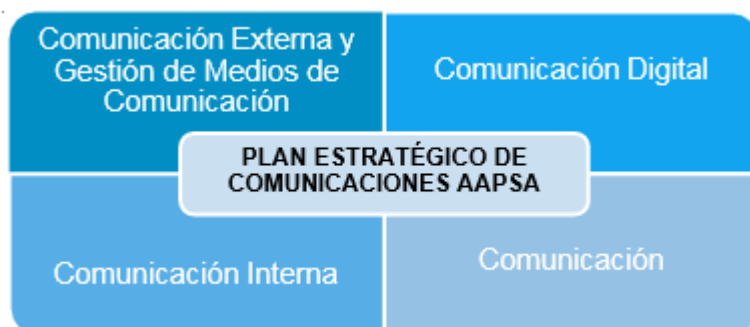 Comunicación Externa y
Gestión de Medios de
Comunicación
Comunicación Digital
PLAN ESTRATÉGICO DE
COMUNICACIONES AAPSA
Comunicación Interna
Comunicación